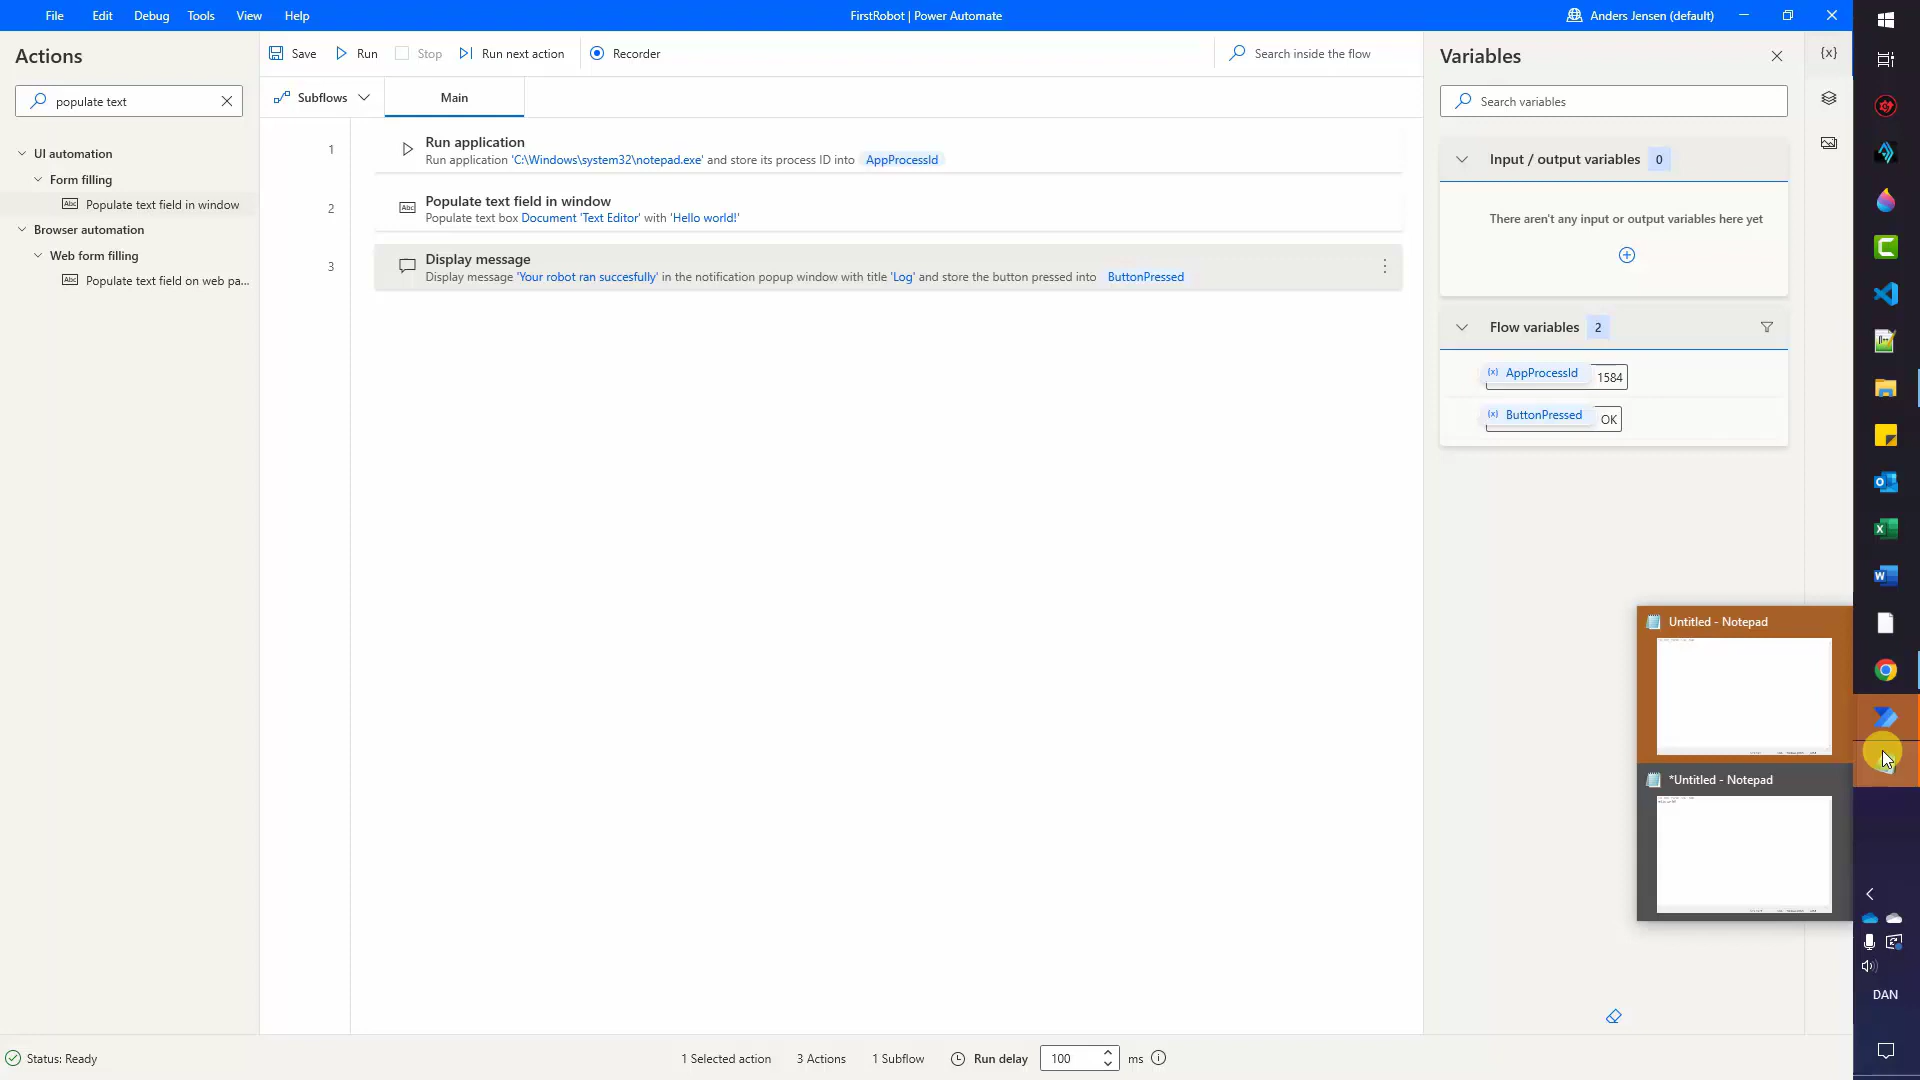 File Edit Debug Tools View Help
FirstRobot | Power Automate
Anders Jensen (default)
Actions
populate text
UI automation
Form filling
Populate text field in window
Browser automation
Web form filling
Populate text field on web pa...
Save Run Stop Run next action Recorder
Search inside the flow
Subflows Main
1
Run application
Run application 'C:\Windows\system32\notepad.exe' and store its process ID into AppProcessId
2
Populate text field in window
Populate text box Document 'Text Editor' with 'Hello world!'
3
Display message
Display message 'Your robot ran succesfully' in the notification popup window with title 'Log' and store the button pressed into ButtonPressed
Variables
Search variables
Input / output variables 0
There aren't any input or output variables here yet
Flow variables 2
(x) AppProcessId 1584
(x) ButtonPressed OK
{x}
Untitled - Notepad
*Untitled - Notepad
DAN
Status: Ready
1 Selected action 3 Actions 1 Subflow Run delay 100 ms